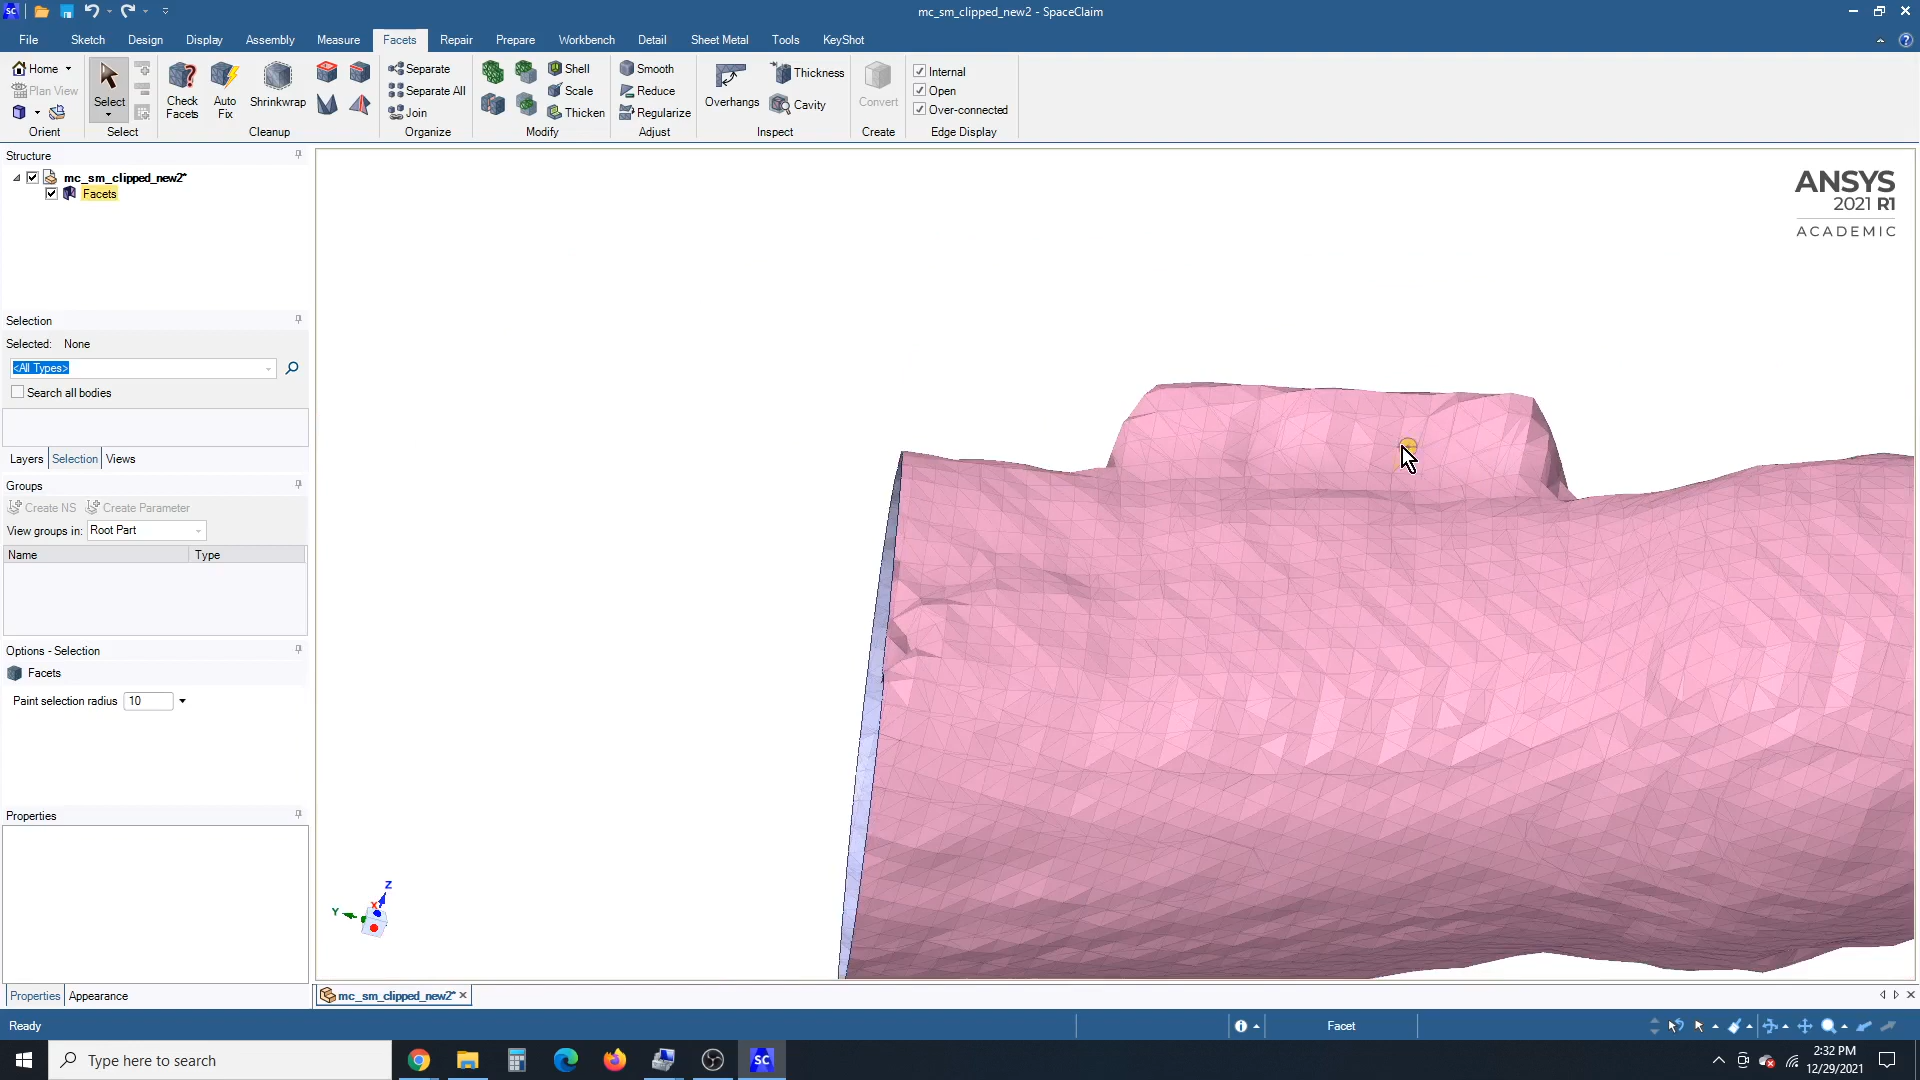 mc_sm_clipped_new2 - SpaceClaim
File Sketch Design Display Assembly Measure Facets Repair Prepare Workbench Detail Sheet Metal Tools KeyShot
Home
Plan View
Orient
Select
Select
Check Facets
Auto Fix
Shrinkwrap
Cleanup
Separate
Separate All
Join
Organize
Shell
Scale
Thicken
Modify
Smooth
Reduce
Regularize
Adjust
Overhangs
Thickness
Cavity
Inspect
Convert
Create
Internal
Open
Over-connected
Edge Display
Structure
mc_sm_clipped_new2*
Facets
Selection
Selected: None
<All Types>
Search all bodies
Layers Selection Views
Groups
Create NS Create Parameter
View groups in: Root Part
Name Type
Options - Selection
Facets
Paint selection radius 10
Properties
Properties Appearance
ANSYS
2021 R1
ACADEMIC
Z
Y
X
mc_sm_clipped_new2*
Ready
Facet
Type here to search
SC
2:32 PM
12/29/2021